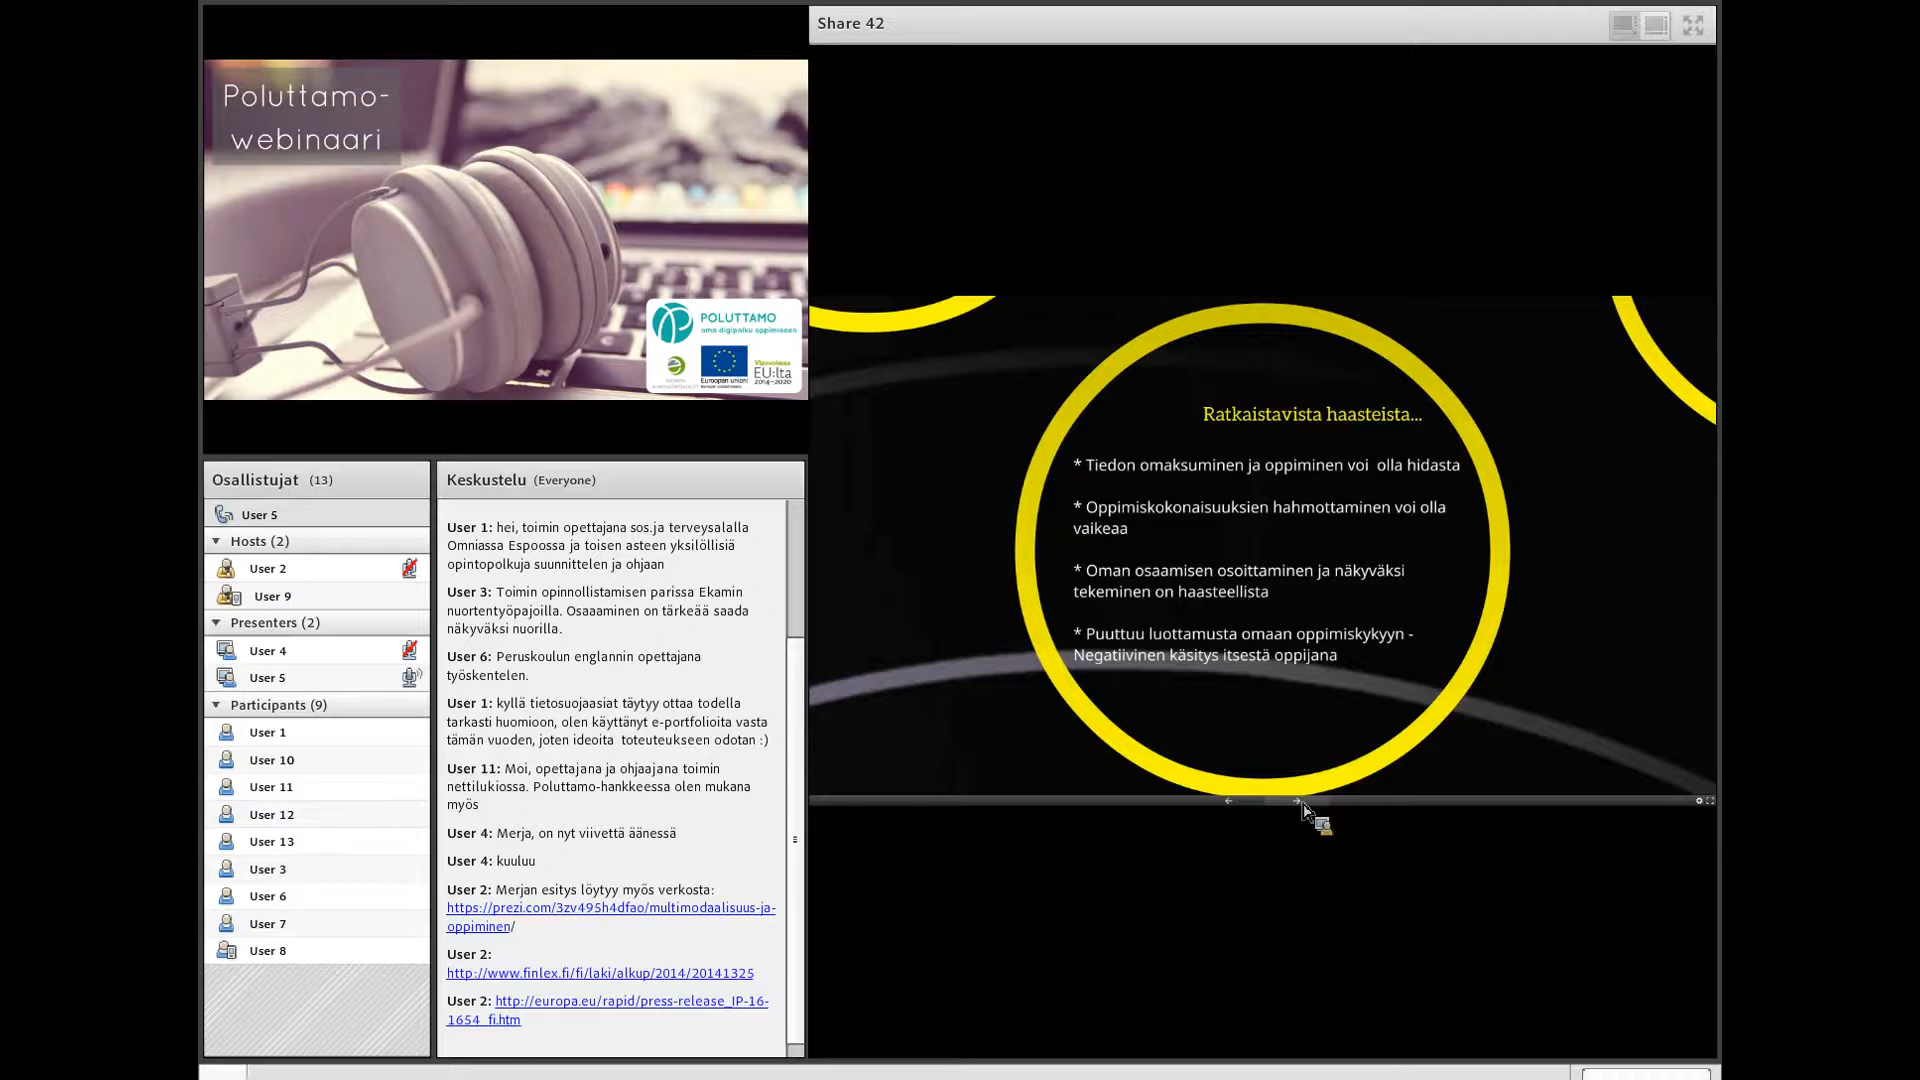 Share 42
Poluttamo-
webinaari
POLUTTAMO
oma digipolku oppimiseen
Euroopan unioni
Vipuvoimaa
EU:lta
2014–2020
Osallistujat (13)
User 5
Hosts (2)
User 2
User 9
Presenters (2)
User 4
User 5
Participants (9)
User 1
User 10
User 11
User 12
User 13
User 3
User 6
User 7
User 8
Keskustelu (Everyone)
User 1: hei, toimin opettajana sos.ja terveysalalla
Omniassa Espoossa ja toisen asteen yksilöllisiä
opintopolkuja suunnittelen ja ohjaan
User 3: Toimin opinnollistamisen parissa Ekamin
nuortentyöpajoilla. Osaaaminen on tärkeää saada
näkyväksi nuorilla.
User 6: Peruskoulun englannin opettajana
työskentelen.
User 1: kyllä tietosuojaasiat täytyy ottaa todella
tarkasti huomioon, olen käyttänyt e-portfolioita vasta
tämän vuoden, joten ideoita toteuteukseen odotan :)
User 11: Moi, opettajana ja ohjaajana toimin
nettilukiossa. Poluttamo-hankkeessa olen mukana
myös
User 4: Merja, on nyt viivettä äänessä
User 4: kuuluu
User 2: Merjan esitys löytyy myös verkosta:
https://prezi.com/3zv495h4dfao/multimodaalisuus-ja-
oppiminen/
User 2:
http://www.finlex.fi/fi/laki/alkup/2014/20141325
User 2: http://europa.eu/rapid/press-release_IP-16-
1654_fi.htm
Ratkaistavista haasteista...
* Tiedon omaksuminen ja oppiminen voi olla hidasta
* Oppimiskokonaisuuksien hahmottaminen voi olla
vaikeaa
* Oman osaamisen osoittaminen ja näkyväksi
tekeminen on haasteellista
* Puuttuu luottamusta omaan oppimiskykyyn -
Negatiivinen käsitys itsestä oppijana